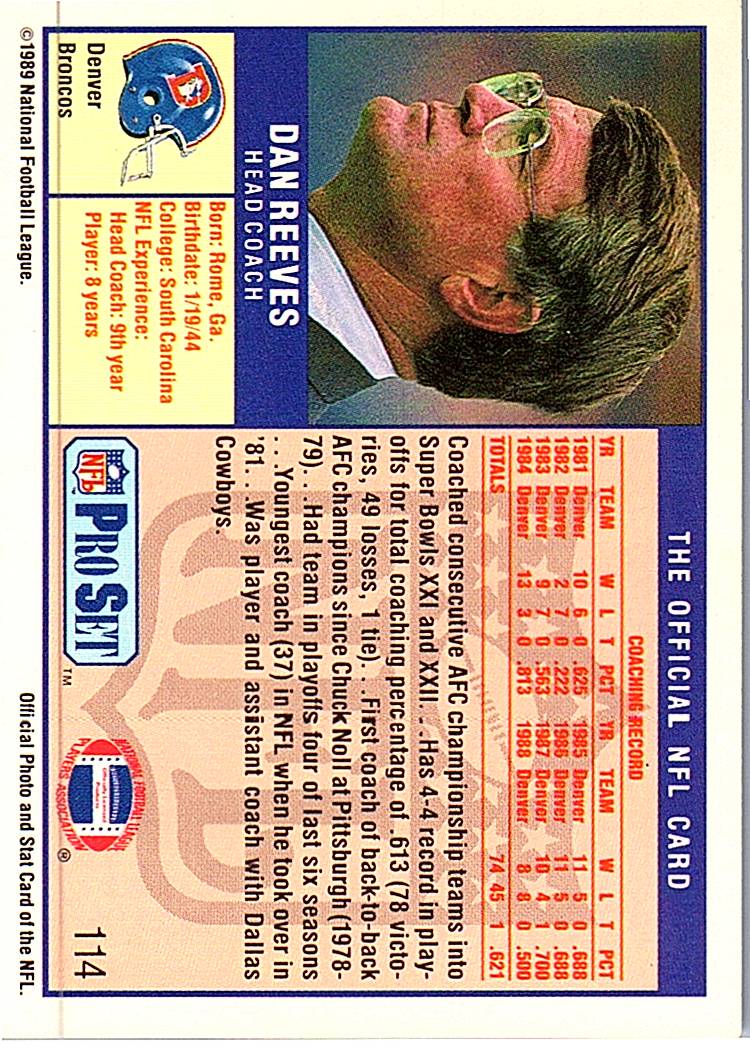 THE OFFICIAL NFL CARD
DAN REEVES
HEAD COACH
Denver
Broncos
Born: Rome, Ga.
Birthdate: 1/19/44
College: South Carolina
NFL Experience:
Head Coach: 9th year
Player: 8 years
COACHING RECORD
YR TEAM W L T PCT YR TEAM W L T PCT
1981 Denver 10 6 0 .625 1985 Denver 11 5 0 .688
1982 Denver 2 7 0 .222 1986 Denver 11 5 0 .688
1983 Denver 9 7 0 .563 1987 Denver 10 4 1 .700
1984 Denver 13 3 0 .813 1988 Denver 8 8 0 .500
TOTALS 74 45 1 .621
Coached consecutive AFC championship teams into
Super Bowls XXI and XXII. . .Has 4-4 record in play-
offs for total coaching percentage of .613 (78 victo-
ries, 49 losses, 1 tie). . .First coach of back-to-back
AFC champions since Chuck Noll at Pittsburgh (1978-
79). . .Had team in playoffs four of last six seasons
. . .Youngest coach (37) in NFL when he took over in
'81. . .Was player and assistant coach with Dallas
Cowboys.
NFL PRO SET ™
NATIONAL FOOTBALL LEAGUE
PLAYERS ASSOCIATION
Officially Licensed
Product
®
114
©1989 National Football League.
Official Photo and Stat Card of the NFL.
NFL